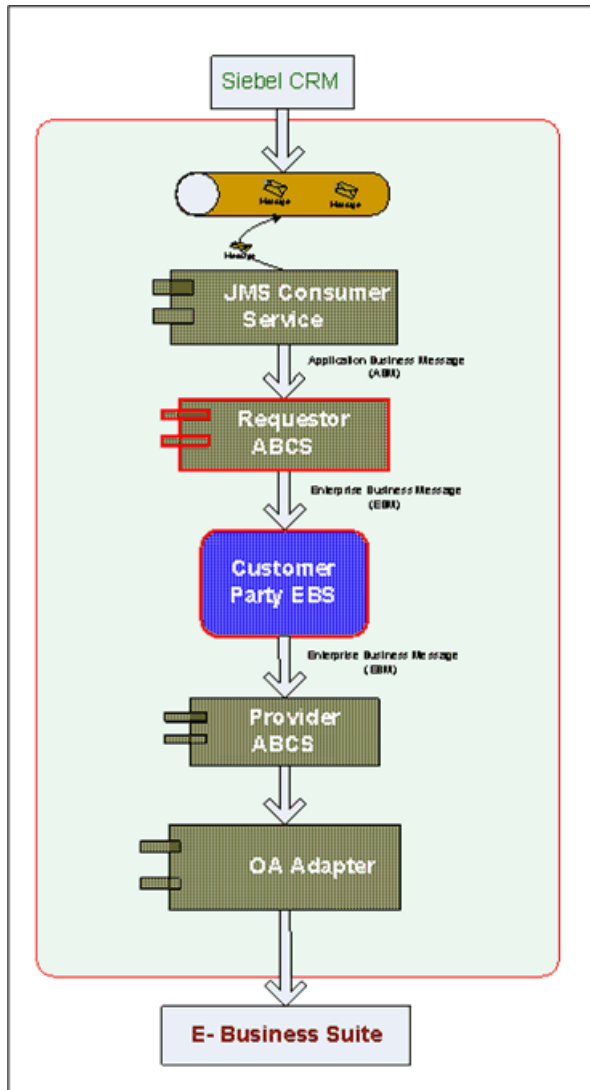 Siebel CRM
Message
Message
Message
JMS Consumer
Service
Application Business Message
(ABM)
Requestor
ABCS
Enterprise Business Message
(EBM)
Customer
Party EBS
Enterprise Business Message
(EBM)
Provider
ABCS
OA Adapter
E- Business Suite